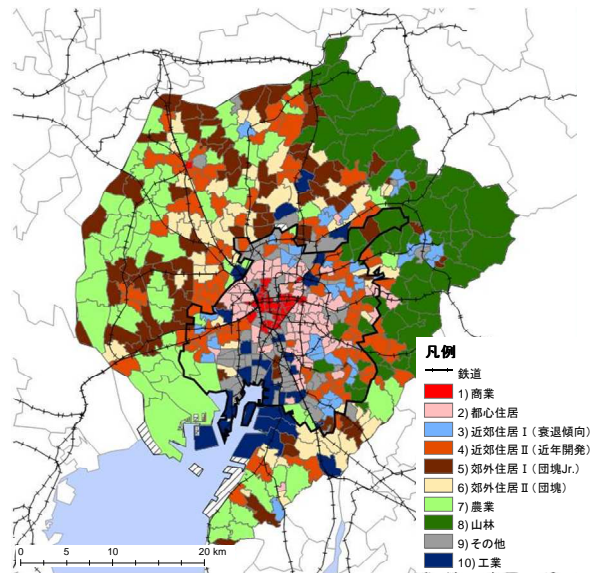 凡例
鉄道
1) 商業
2) 都心住居
3) 近郊住居Ⅰ（衰退傾向）
4) 近郊住居Ⅱ（近年開発）
5) 郊外住居Ⅰ（団塊Jr.）
6) 郊外住居Ⅱ（団塊）
7) 農業
8) 山林
9) その他
10) 工業
0 5 10 20 km